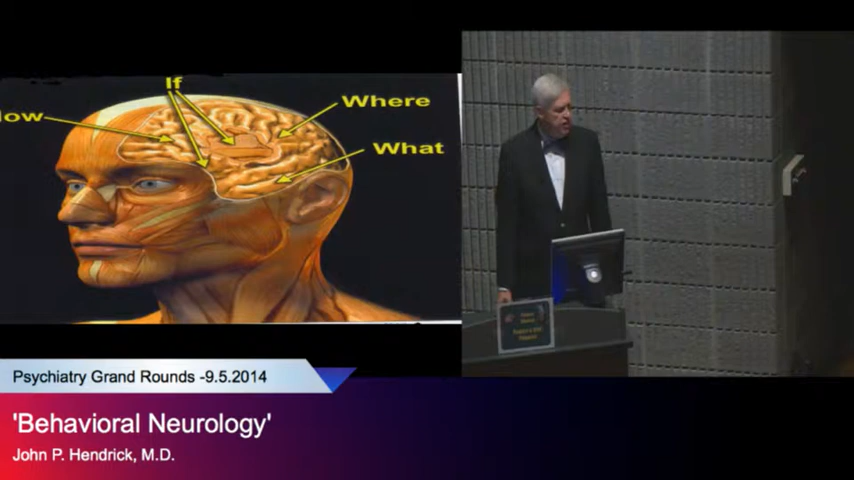 If
Where
low
What
Psychiatry Grand Rounds -9.5.2014
'Behavioral Neurology'
John P. Hendrick, M.D.